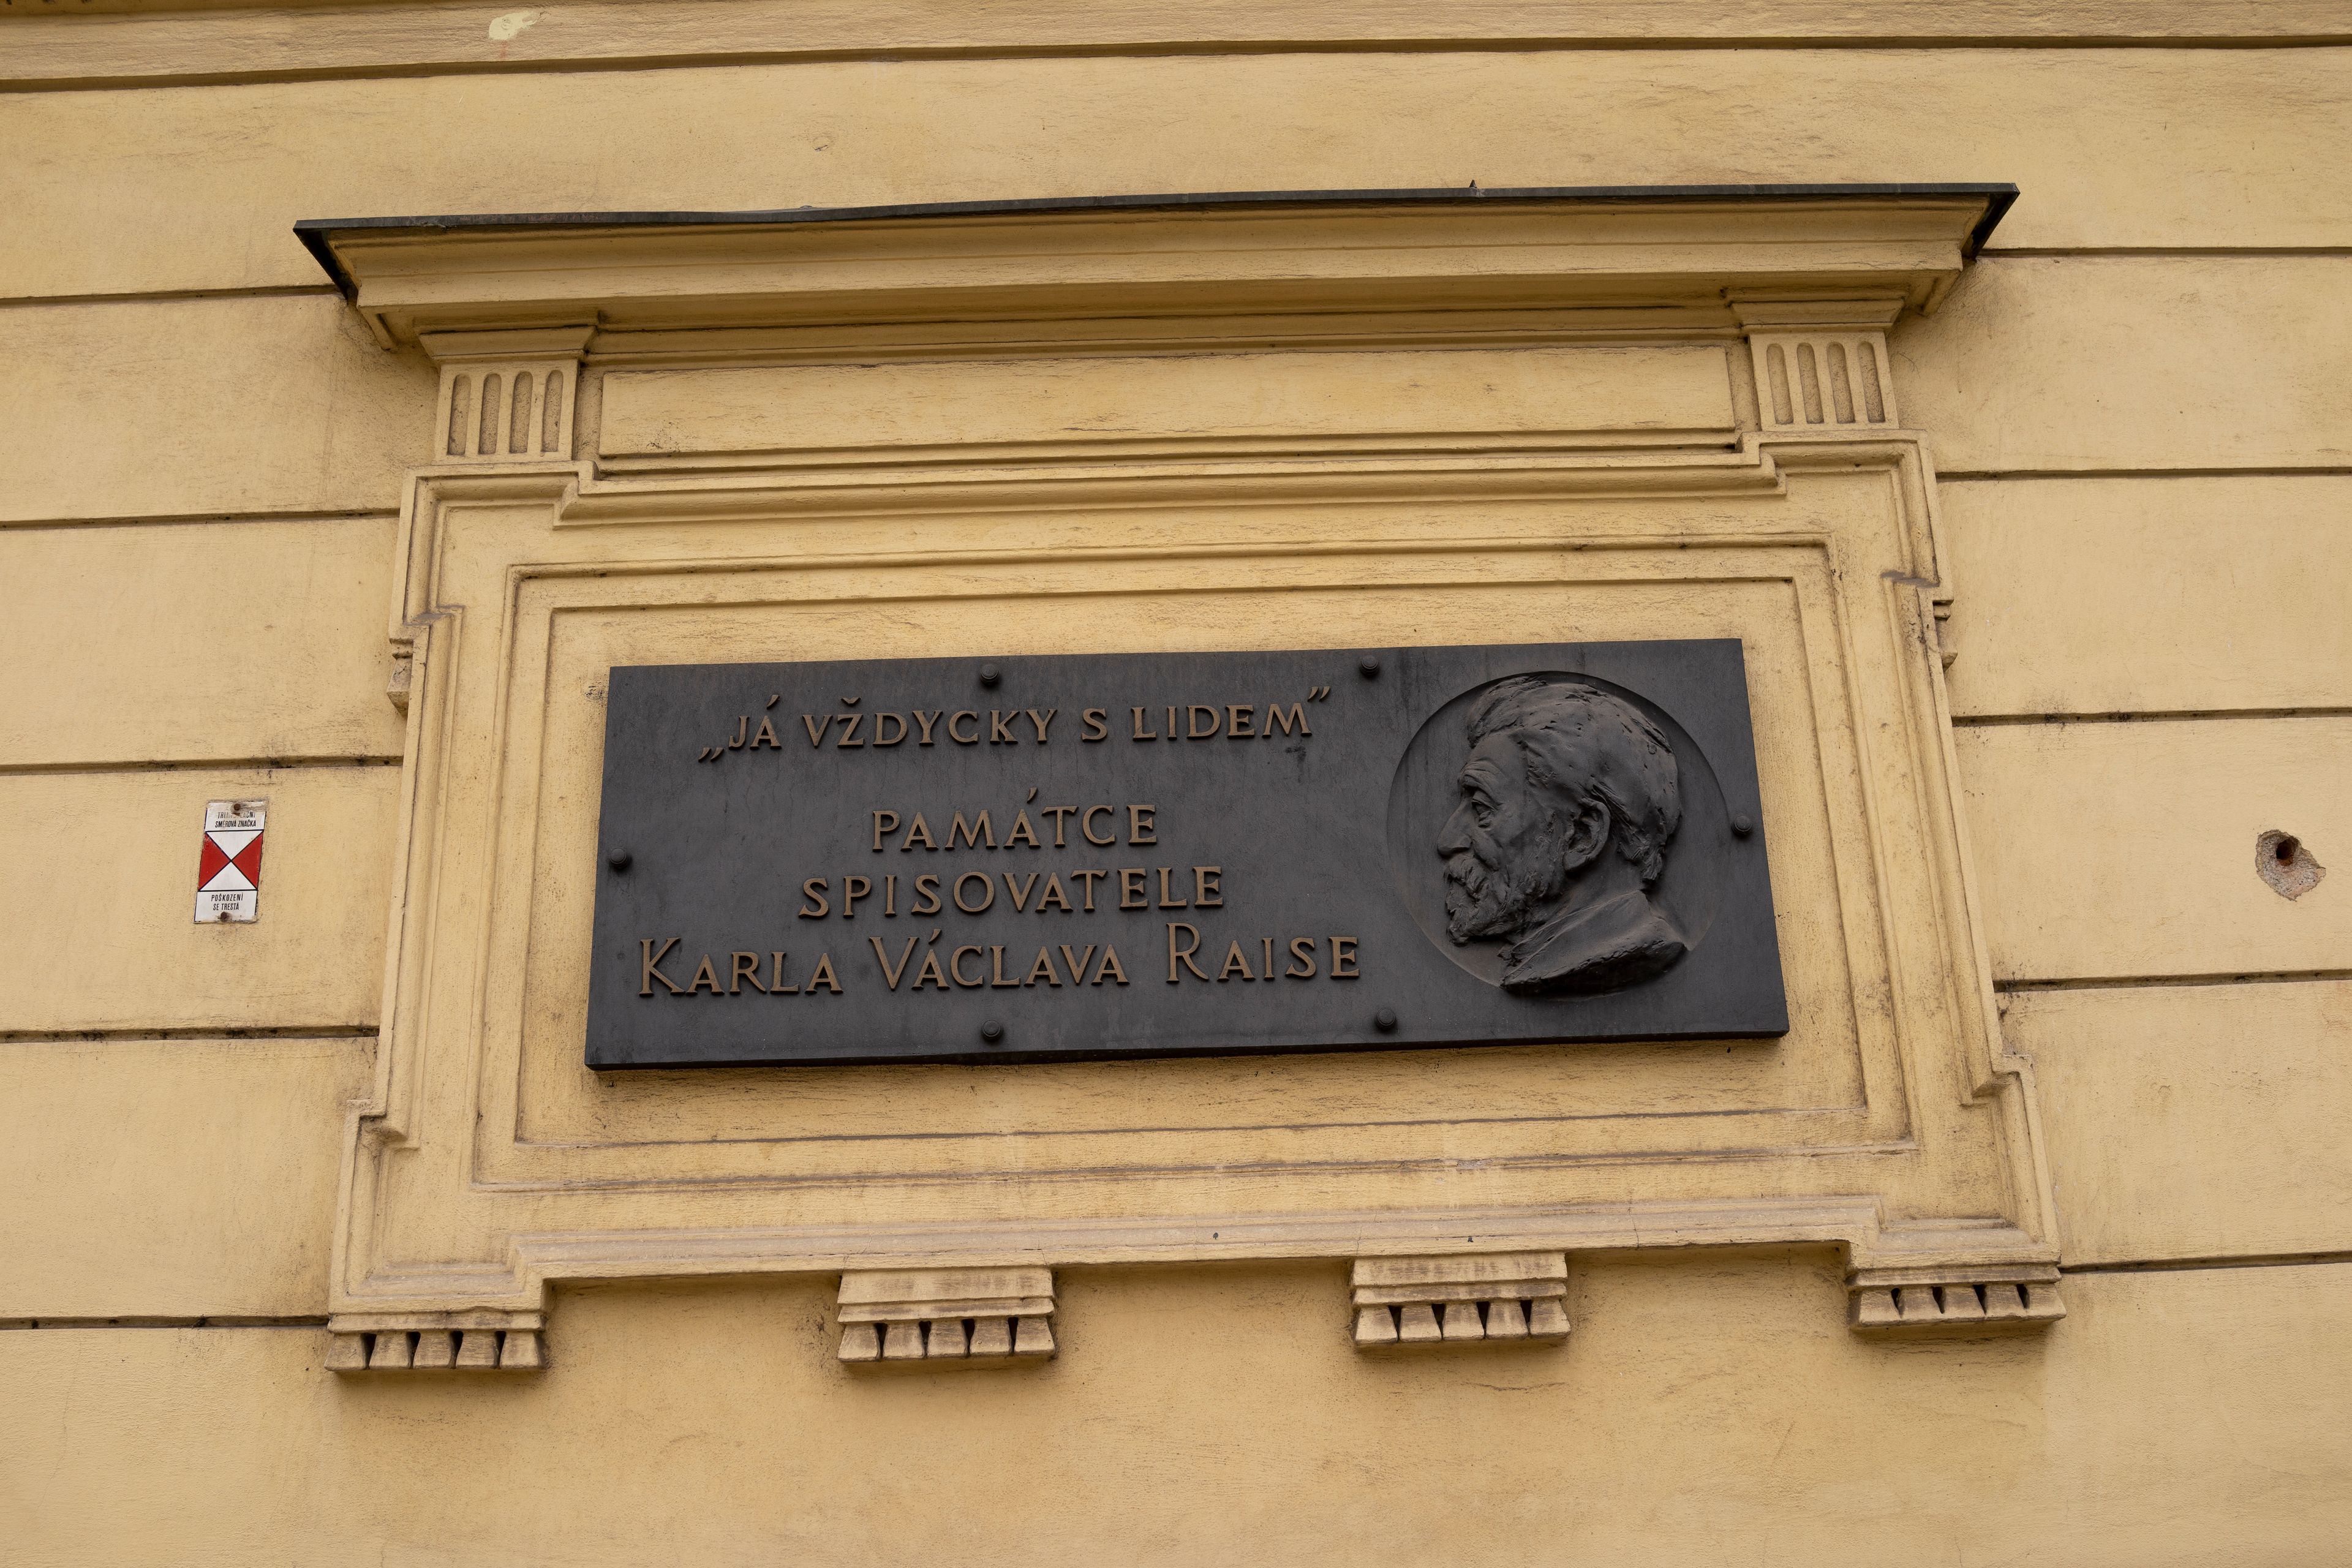 „JÁ VŽDYCKY S LIDEM”
PAMÁTCE
SPISOVATELE
KARLA VÁCLAVA RAISE
SMĚROVÁ ZNAČKA
POŠKOZENÍ
SE TRESTÁ